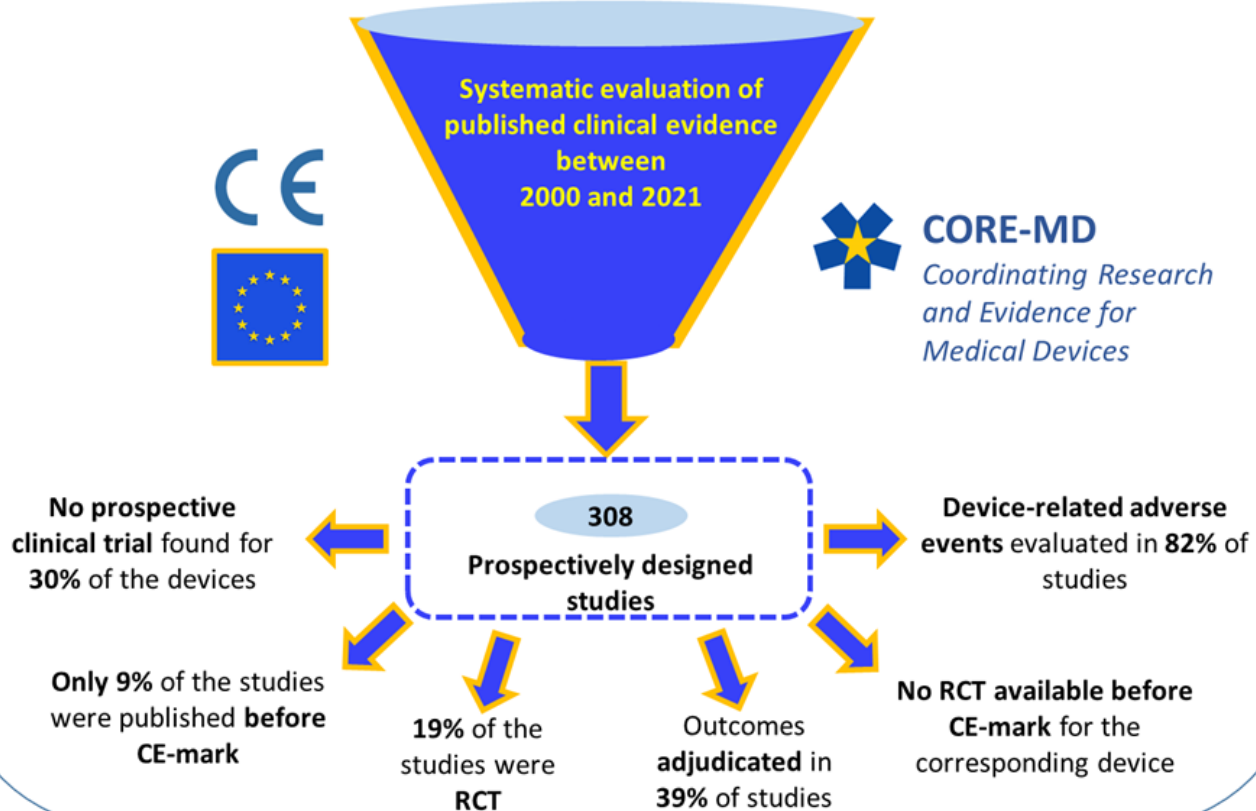 Systematic evaluation of
published clinical evidence
between
2000 and 2021
CE
CORE-MD
Coordinating Research
and Evidence for
Medical Devices
308
Prospectively designed
studies
No prospective
clinical trial found for
30% of the devices
Only 9% of the studies
were published before
CE-mark
19% of the
studies were
RCT
Outcomes
adjudicated in
39% of studies
No RCT available before
CE-mark for the
corresponding device
Device-related adverse
events evaluated in 82% of
studies